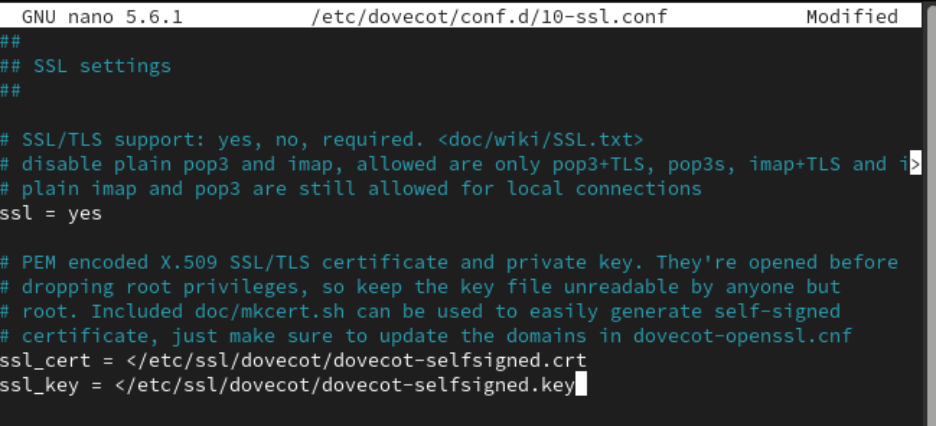 GNU nano 5.6.1 /etc/dovecot/conf.d/10-ssl.conf Modified
##
## SSL settings
##
# SSL/TLS support: yes, no, required. <doc/wiki/SSL.txt>
# disable plain pop3 and imap, allowed are only pop3+TLS, pop3s, imap+TLS and i>
# plain imap and pop3 are still allowed for local connections
ssl = yes
# PEM encoded X.509 SSL/TLS certificate and private key. They're opened before
# dropping root privileges, so keep the key file unreadable by anyone but
# root. Included doc/mkcert.sh can be used to easily generate self-signed
# certificate, just make sure to update the domains in dovecot-openssl.cnf
ssl_cert = </etc/ssl/dovecot/dovecot-selfsigned.crt
ssl_key = </etc/ssl/dovecot/dovecot-selfsigned.key